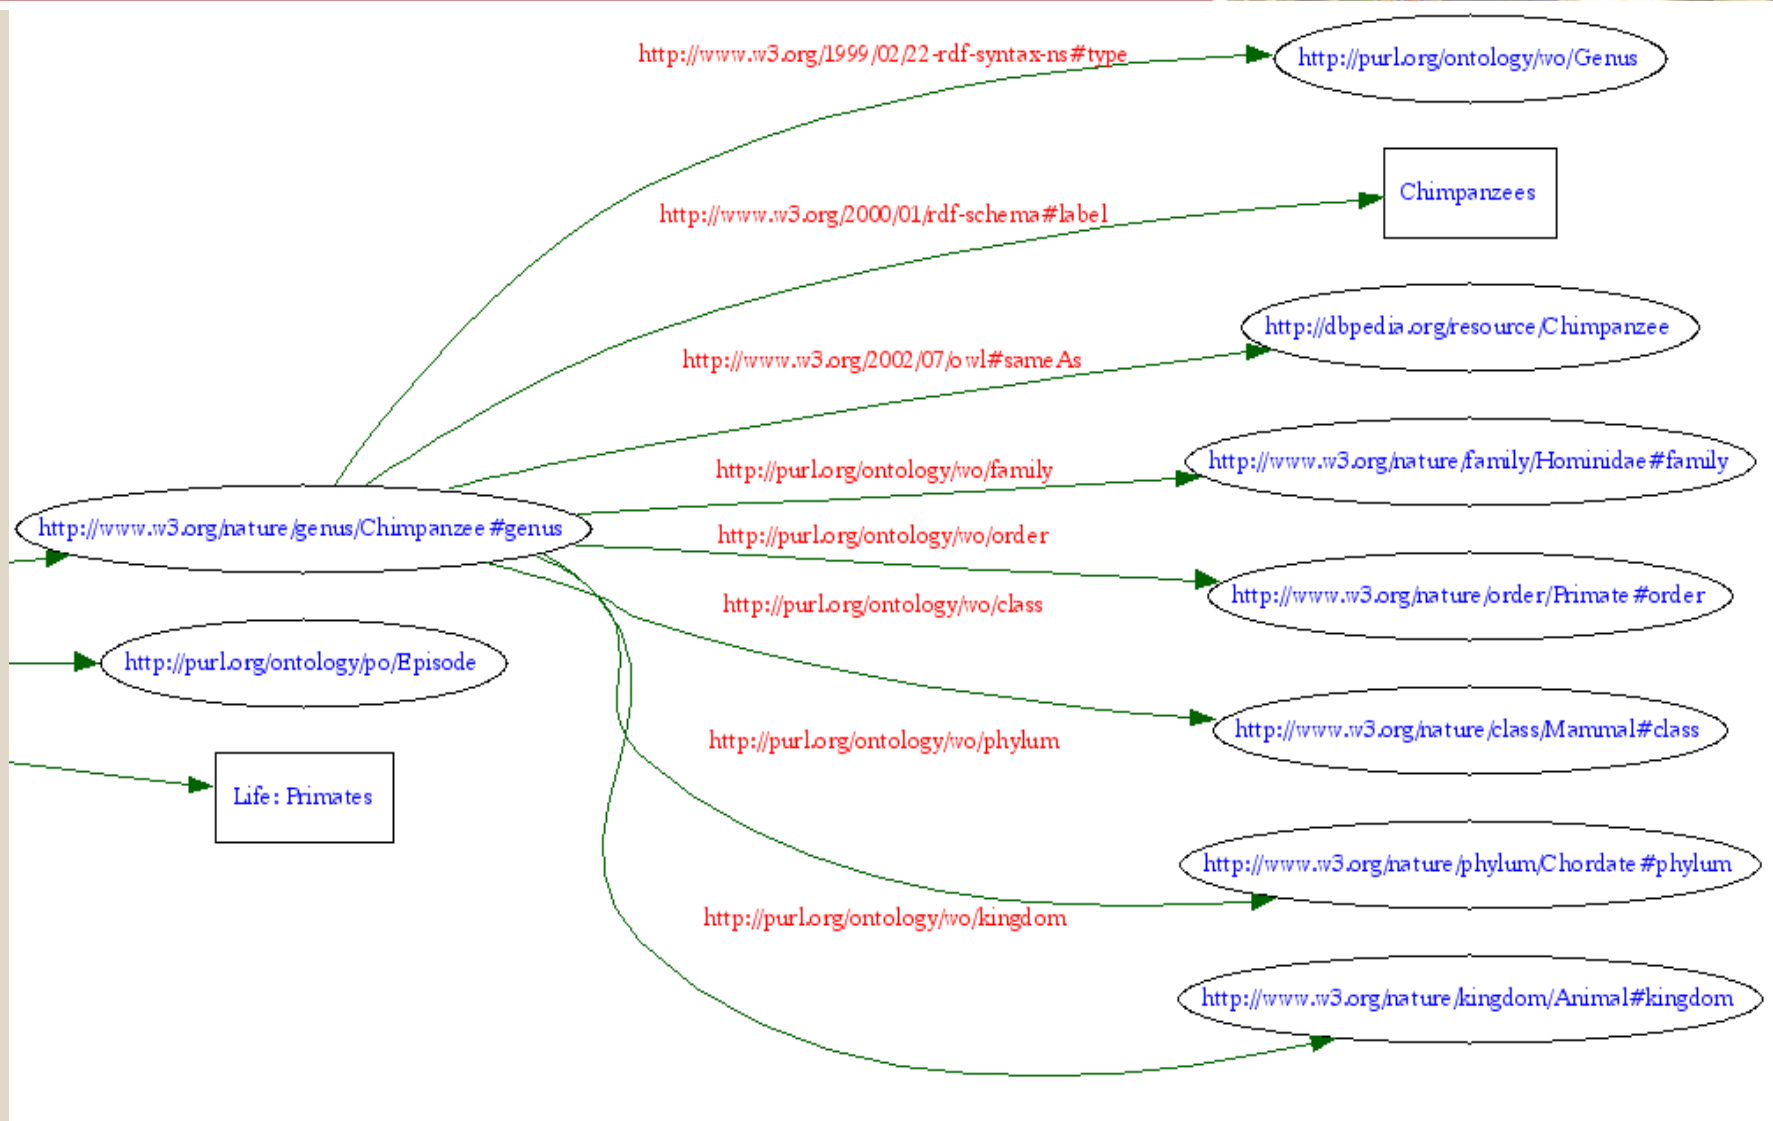 http://www.w3.org/1999/02/22-rdf-syntax-ns#type
http://purl.org/ontology/wo/Genus
http://www.w3.org/2000/01/rdf-schema#label
Chimpanzees
http://www.w3.org/2002/07/owl#sameAs
http://dbpedia.org/resource/Chimpanzee
http://purl.org/ontology/wo/family
http://www.w3.org/nature/family/Hominidae#family
http://www.w3.org/nature/genus/Chimpanzee#genus
http://purl.org/ontology/wo/order
http://www.w3.org/nature/order/Primate#order
http://purl.org/ontology/wo/class
http://www.w3.org/nature/class/Mammal#class
http://purl.org/ontology/po/Episode
http://purl.org/ontology/wo/phylum
http://www.w3.org/nature/phylum/Chordate#phylum
Life: Primates
http://purl.org/ontology/wo/kingdom
http://www.w3.org/nature/kingdom/Animal#kingdom